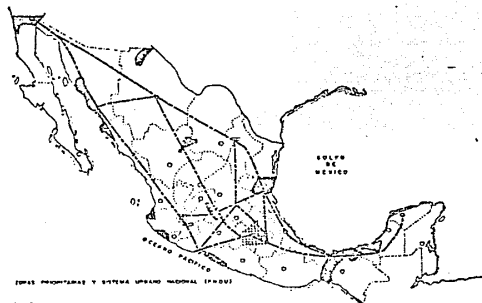 GOLFO
DE
MEXICO
OCEANO PACIFICO
ZONAS PRIORITARIAS Y SISTEMA URBANO NACIONAL (PNDU)